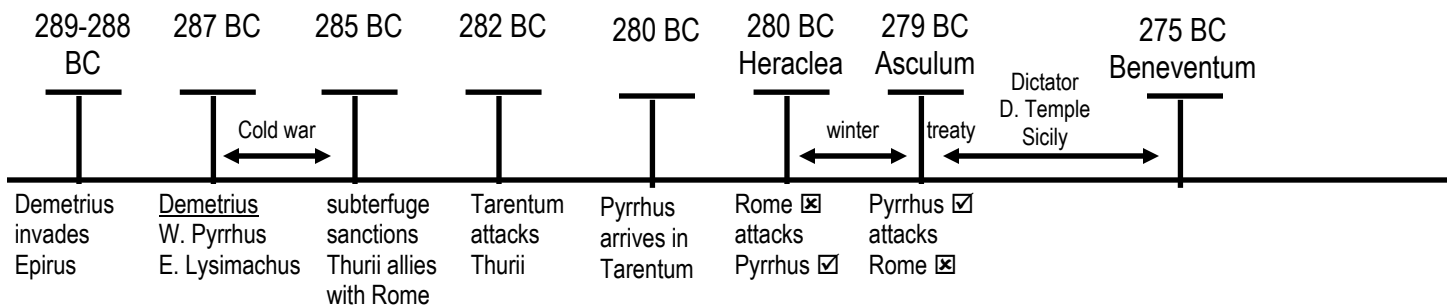 289-288
BC
287 BC
285 BC
282 BC
280 BC
280 BC
Heraclea
279 BC
Asculum
275 BC
Beneventum
Cold war
winter
treaty
Dictator
D. Temple
Sicily
Demetrius
invades
Epirus
Demetrius
W. Pyrrhus
E. Lysimachus
subterfuge
sanctions
Thurii allies
with Rome
Tarentum
attacks
Thurii
Pyrrhus
arrives in
Tarentum
Rome ☒
attacks
Pyrrhus ☑
Pyrrhus ☑
attacks
Rome ☒